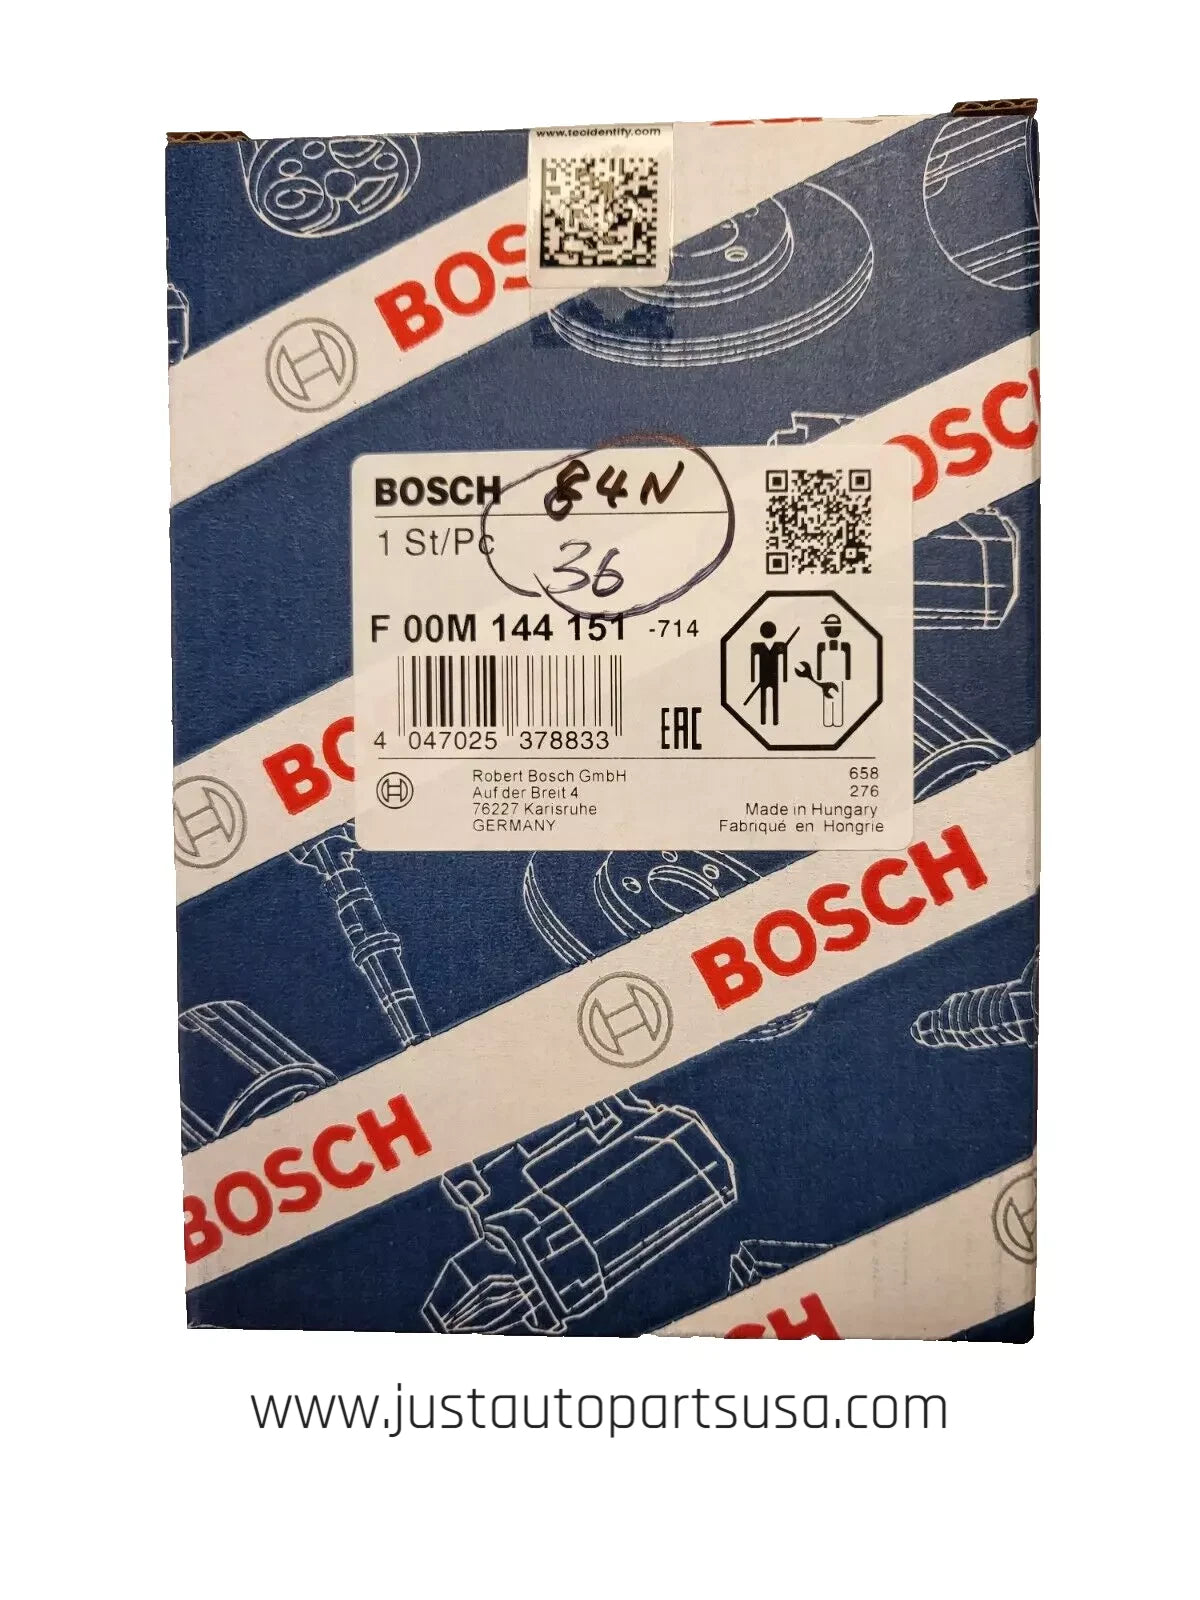 www.tecidentify.com
BOS
BOSCH
BOSCH
84N
1 St/Pc
36
F 00M 144 151 -714
4 047025 378833
EAC
Robert Bosch GmbH
Auf der Breit 4
76227 Karlsruhe
GERMANY
658
276
Made in Hungary
Fabriqué en Hongrie
BOSCH
BOSCH
www.justautopartsusa.com